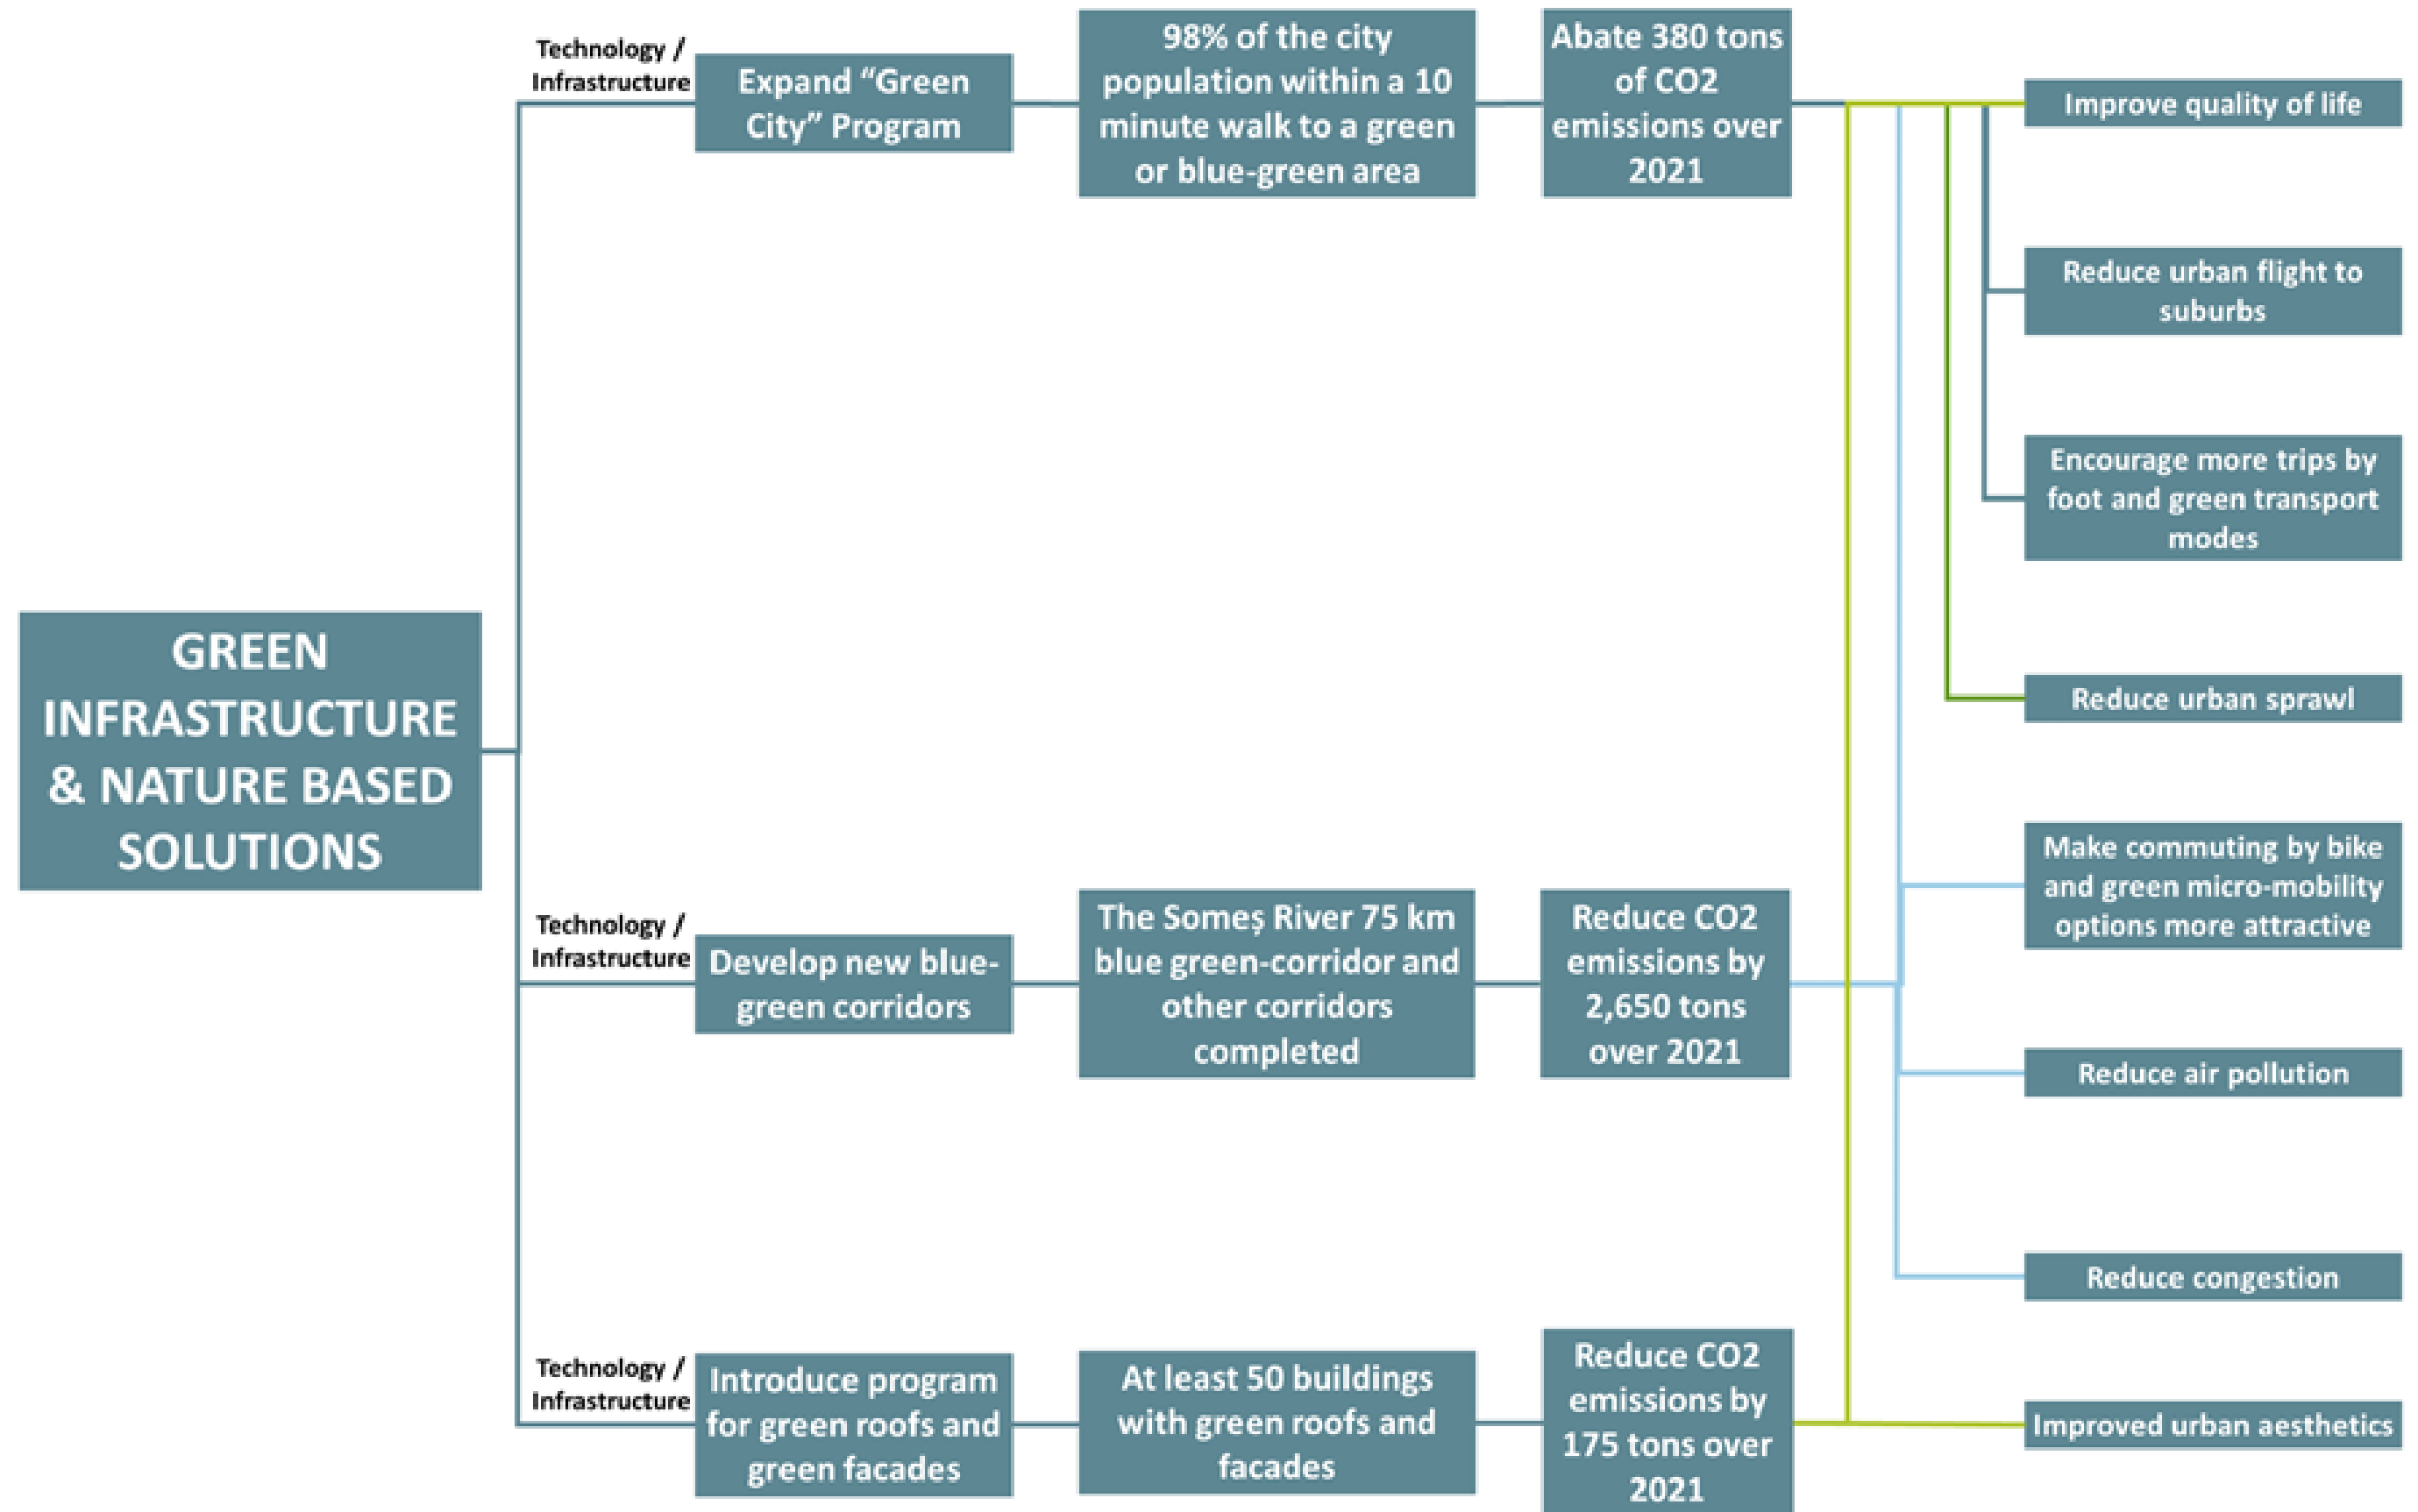 GREEN
INFRASTRUCTURE
& NATURE BASED
SOLUTIONS
Technology /
Infrastructure
Expand “Green
City” Program
98% of the city
population within a 10
minute walk to a green
or blue-green area
Abate 380 tons
of CO2
emissions over
2021
Improve quality of life
Reduce urban flight to
suburbs
Encourage more trips by
foot and green transport
modes
Reduce urban sprawl
Technology /
Infrastructure
Develop new blue-
green corridors
The Someș River 75 km
blue green-corridor and
other corridors
completed
Reduce CO2
emissions by
2,650 tons
over 2021
Make commuting by bike
and green micro-mobility
options more attractive
Reduce air pollution
Reduce congestion
Technology /
Infrastructure
Introduce program
for green roofs and
green facades
At least 50 buildings
with green roofs and
facades
Reduce CO2
emissions by
175 tons over
2021
Improved urban aesthetics